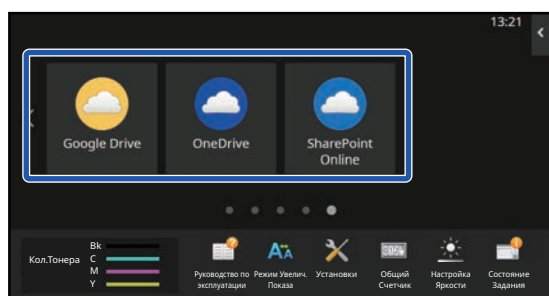 13:21
Google Drive
OneDrive
SharePoint
Online
Кол.Тонера
Bk
C
M
Y
Руководство по
эксплуатации
Режим Увелич.
Показа
Установки
Общий
Счетчик
Настройка
Яркости
Состояние
Задания